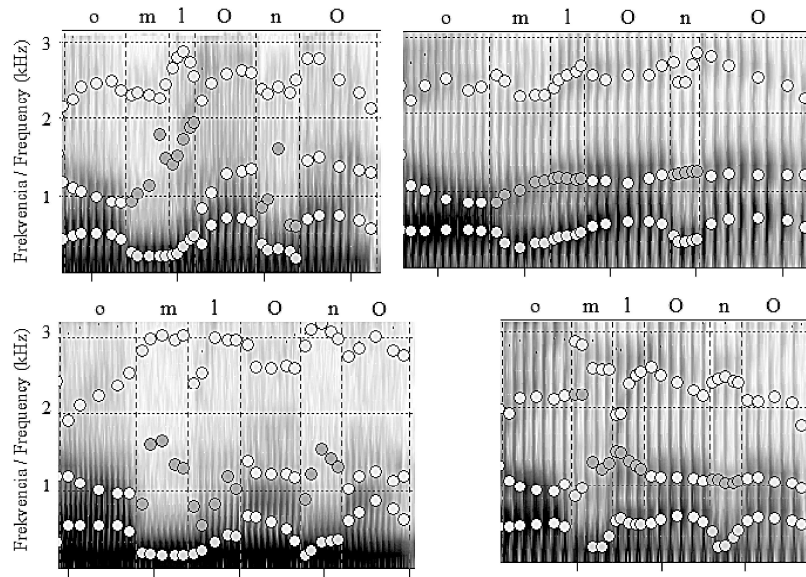 o m l O n O
o m l O n O
Frekvencia / Frequency (kHz)
3
2
1
o m l O n O
o m l O n O
Frekvencia / Frequency (kHz)
3
2
1